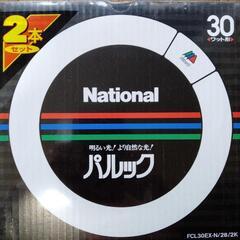 2本
セット
30
ワット形
National
明るい光!より自然な光!
パルック
FCL30EX-N/28/2K